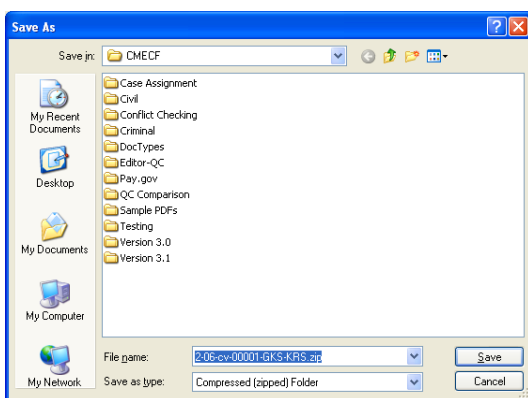 Save As
Save in: CMECF
My Recent Documents
Desktop
My Documents
My Computer
My Network
Case Assignment
Civil
Conflict Checking
Criminal
DocTypes
Editor-QC
Pay.gov
QC Comparison
Sample PDFs
Testing
Version 3.0
Version 3.1
File name: 2-06-cv-00001-GKS-KRS.zip Save
Save as type: Compressed (zipped) Folder Cancel